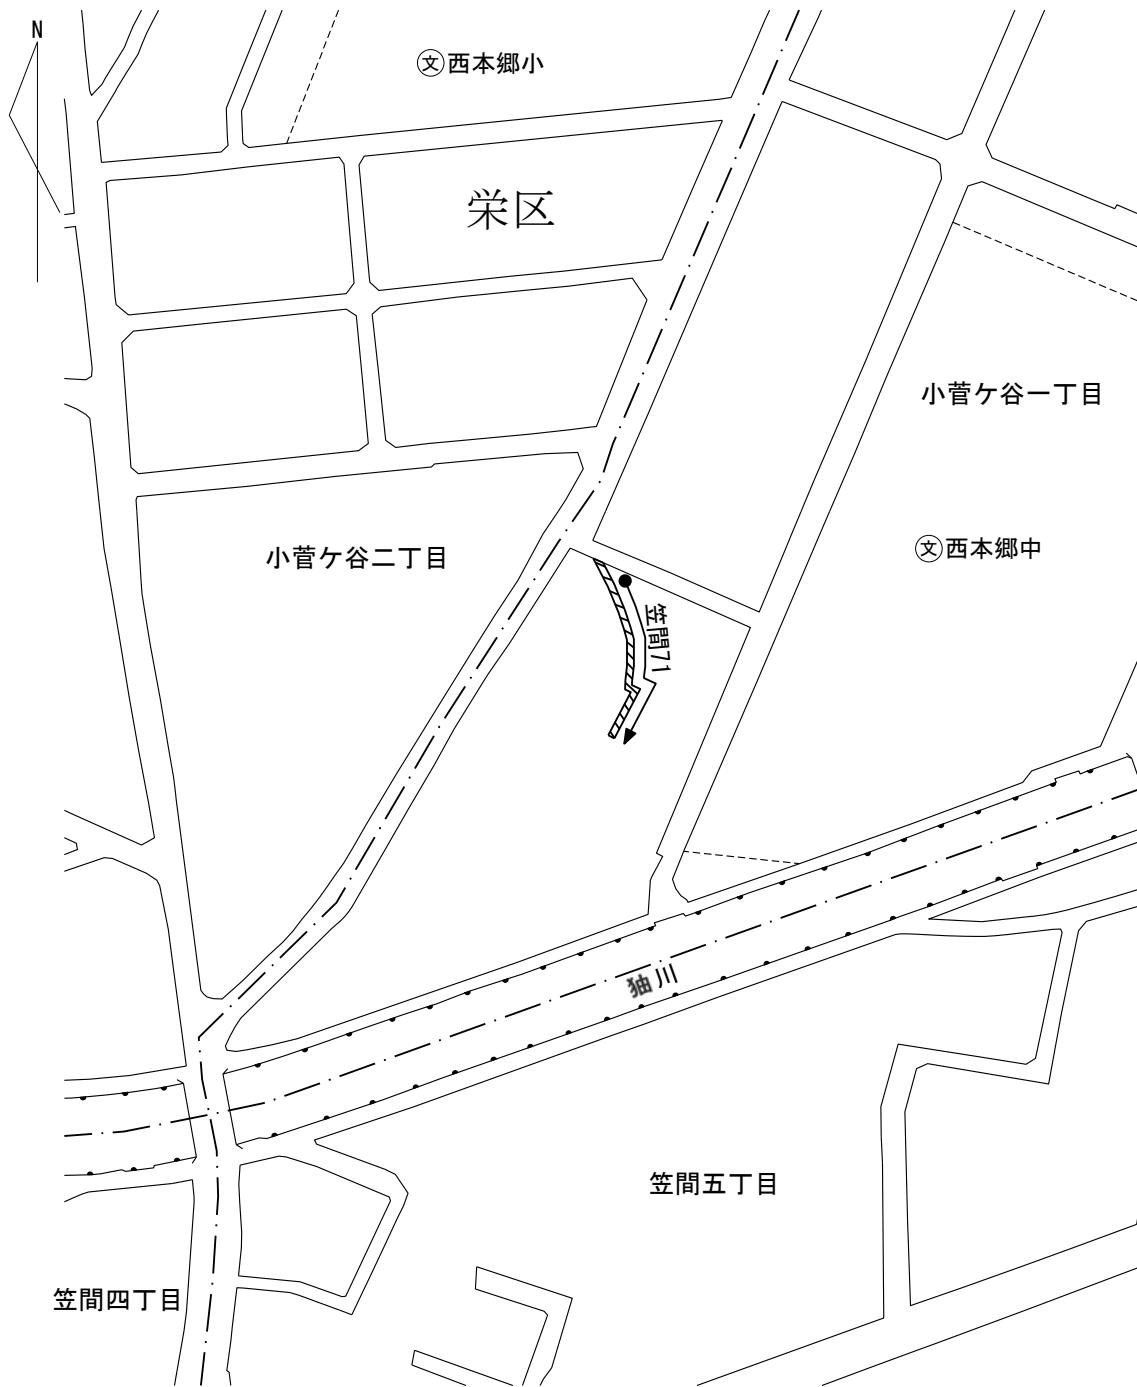 N
文 西本郷小
栄区
小菅ケ谷一丁目
文 西本郷中
小菅ケ谷二丁目
笠間71
㹨川
笠間五丁目
笠間四丁目